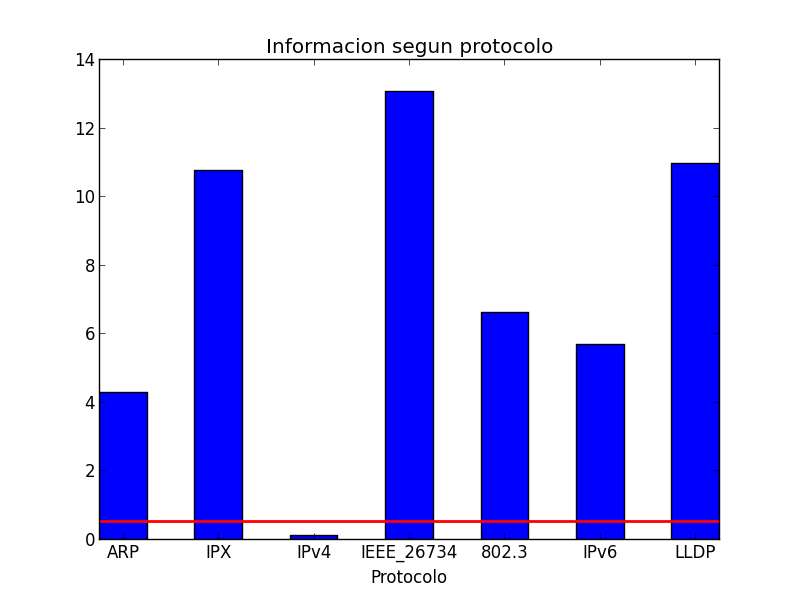 Informacion segun protocolo
14
12
10
8
6
4
2
0
ARP IPX IPv4 IEEE_26734 802.3 IPv6 LLDP
Protocolo